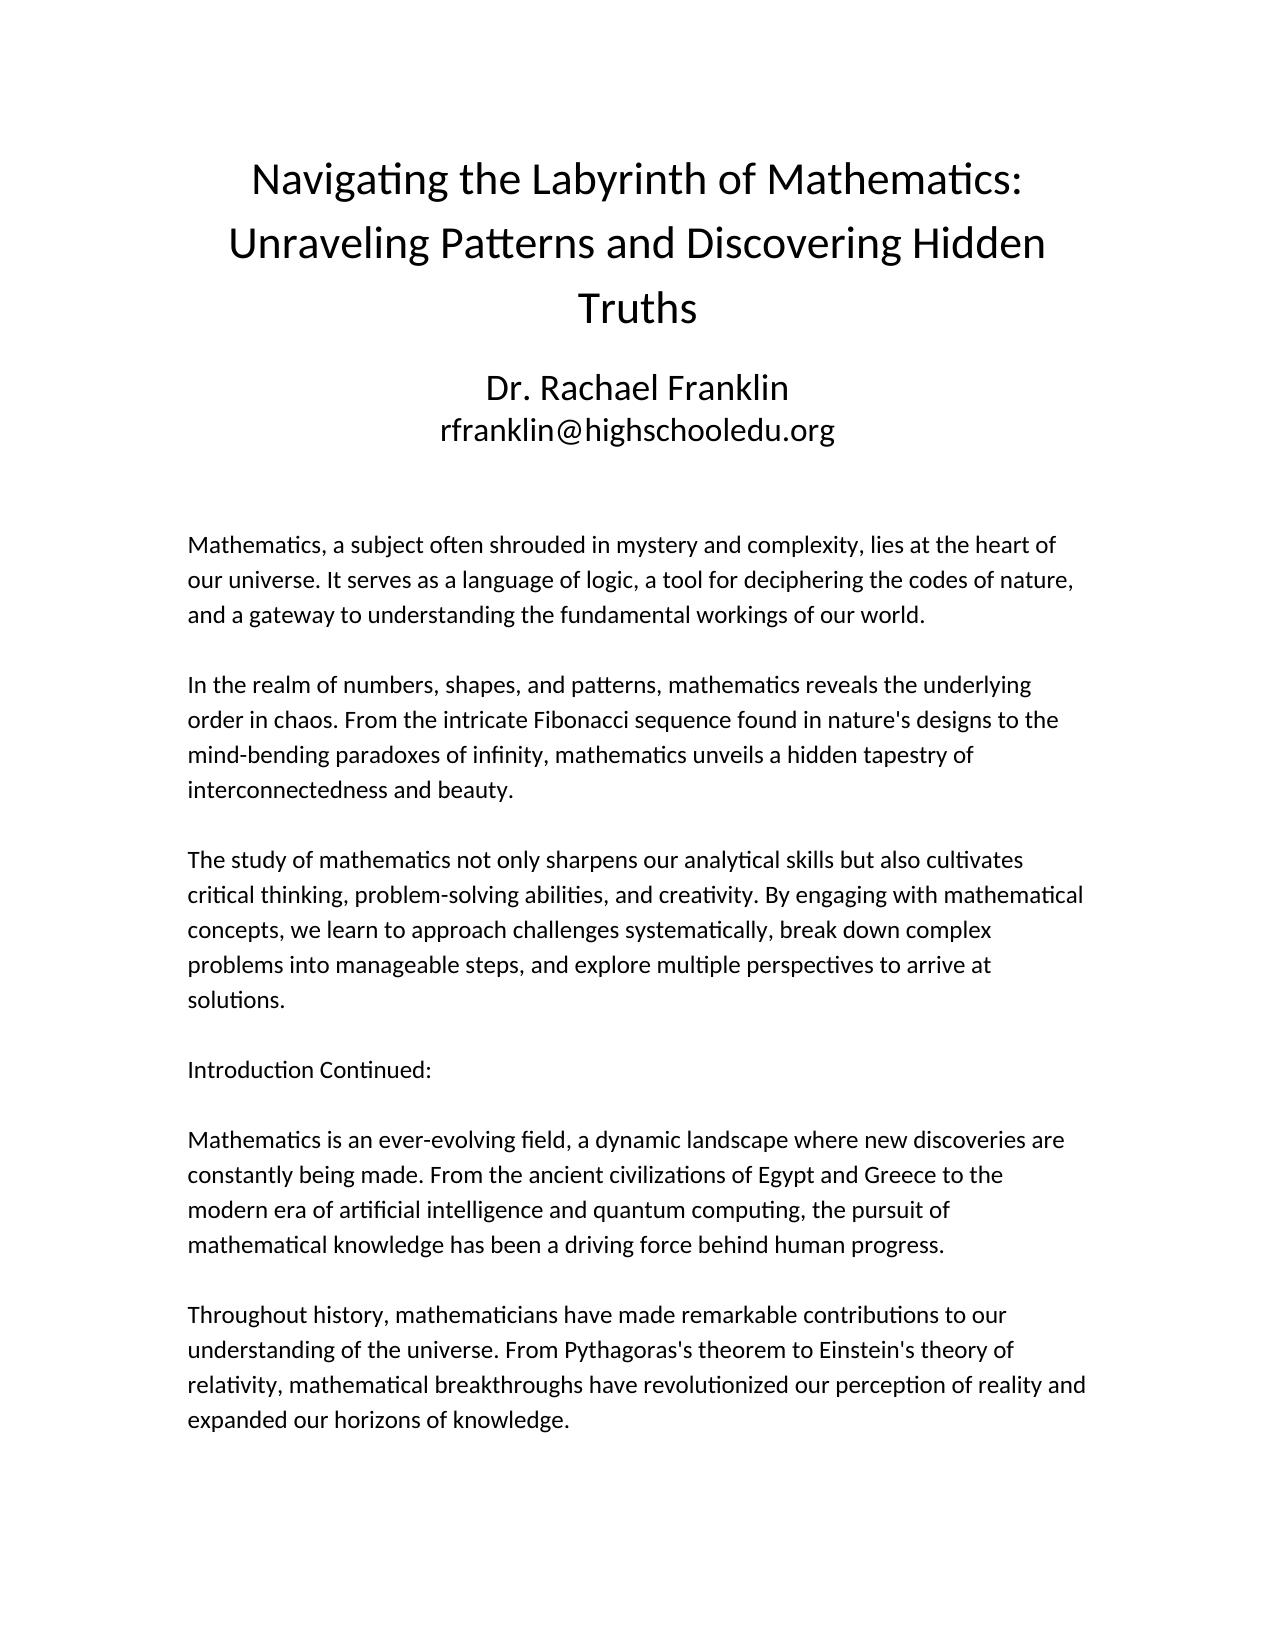 Navigating the Labyrinth of Mathematics:
Unraveling Patterns and Discovering Hidden
Truths
Dr. Rachael Franklin
rfranklin@highschooledu.org
Mathematics, a subject often shrouded in mystery and complexity, lies at the heart of
our universe. It serves as a language of logic, a tool for deciphering the codes of nature,
and a gateway to understanding the fundamental workings of our world.
In the realm of numbers, shapes, and patterns, mathematics reveals the underlying
order in chaos. From the intricate Fibonacci sequence found in nature's designs to the
mind-bending paradoxes of infinity, mathematics unveils a hidden tapestry of
interconnectedness and beauty.
The study of mathematics not only sharpens our analytical skills but also cultivates
critical thinking, problem-solving abilities, and creativity. By engaging with mathematical
concepts, we learn to approach challenges systematically, break down complex
problems into manageable steps, and explore multiple perspectives to arrive at
solutions.
Introduction Continued:
Mathematics is an ever-evolving field, a dynamic landscape where new discoveries are
constantly being made. From the ancient civilizations of Egypt and Greece to the
modern era of artificial intelligence and quantum computing, the pursuit of
mathematical knowledge has been a driving force behind human progress.
Throughout history, mathematicians have made remarkable contributions to our
understanding of the universe. From Pythagoras's theorem to Einstein's theory of
relativity, mathematical breakthroughs have revolutionized our perception of reality and
expanded our horizons of knowledge.